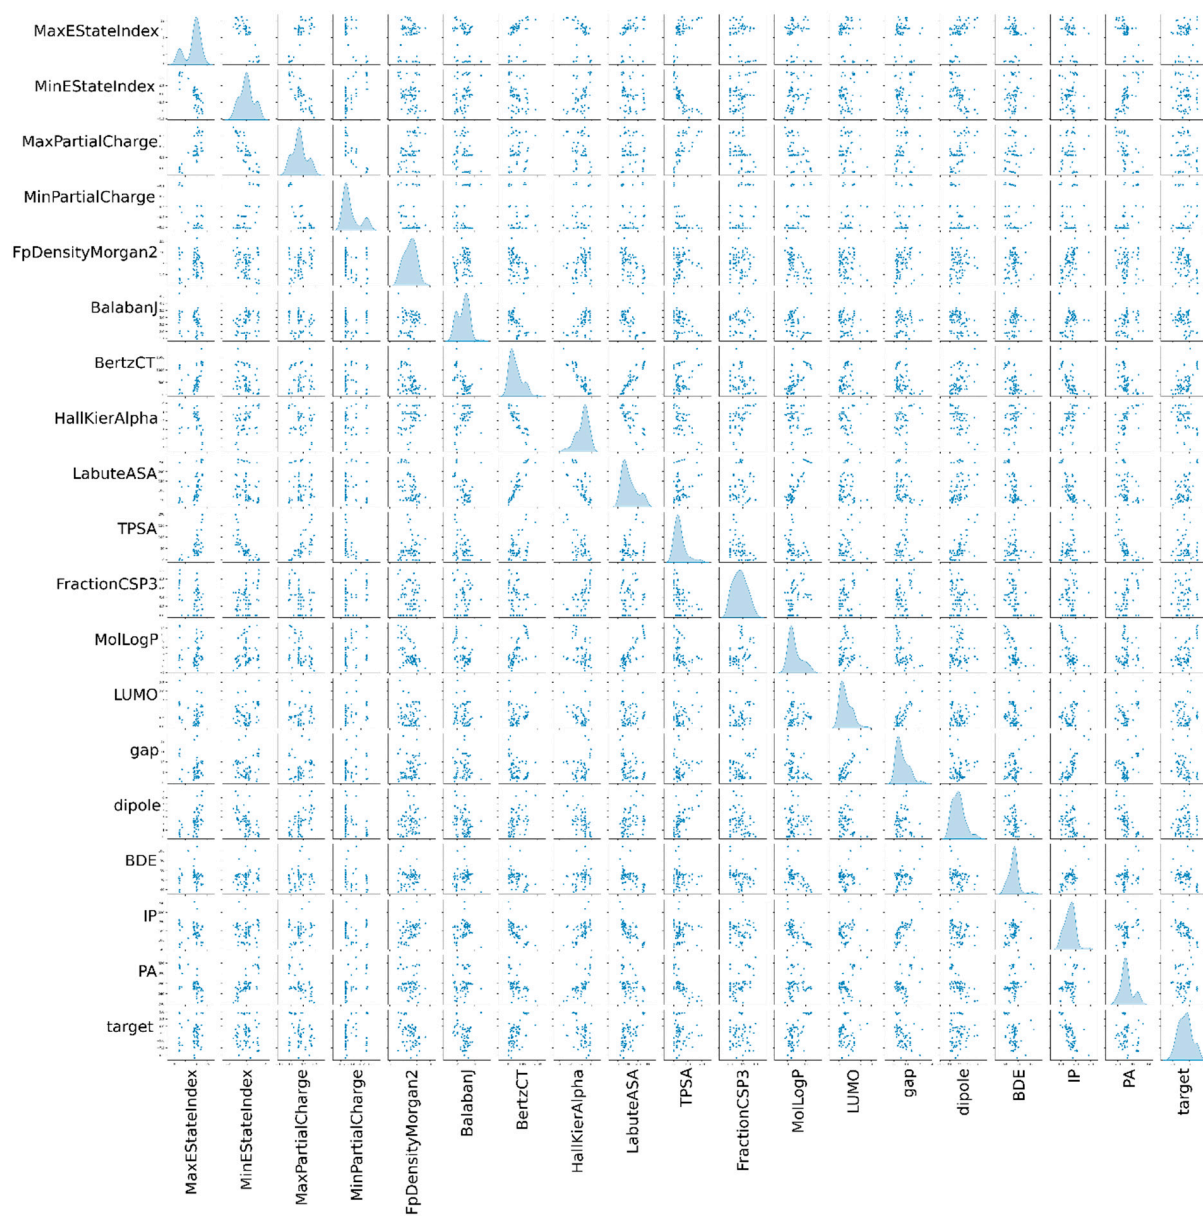 MaxEStateIndex
MinEStateIndex
MaxPartialCharge
MinPartialCharge
FpDensityMorgan2
BalabanJ
BertzCT
HallKierAlpha
LabuteASA
TPSA
FractionCSP3
MolLogP
LUMO
gap
dipole
BDE
IP
PA
target
MaxEStateIndex
MinEStateIndex
MaxPartialCharge
MinPartialCharge
FpDensityMorgan2
BalabanJ
BertzCT
HallKierAlpha
LabuteASA
TPSA
FractionCSP3
MolLogP
LUMO
gap
dipole
BDE
IP
PA
target